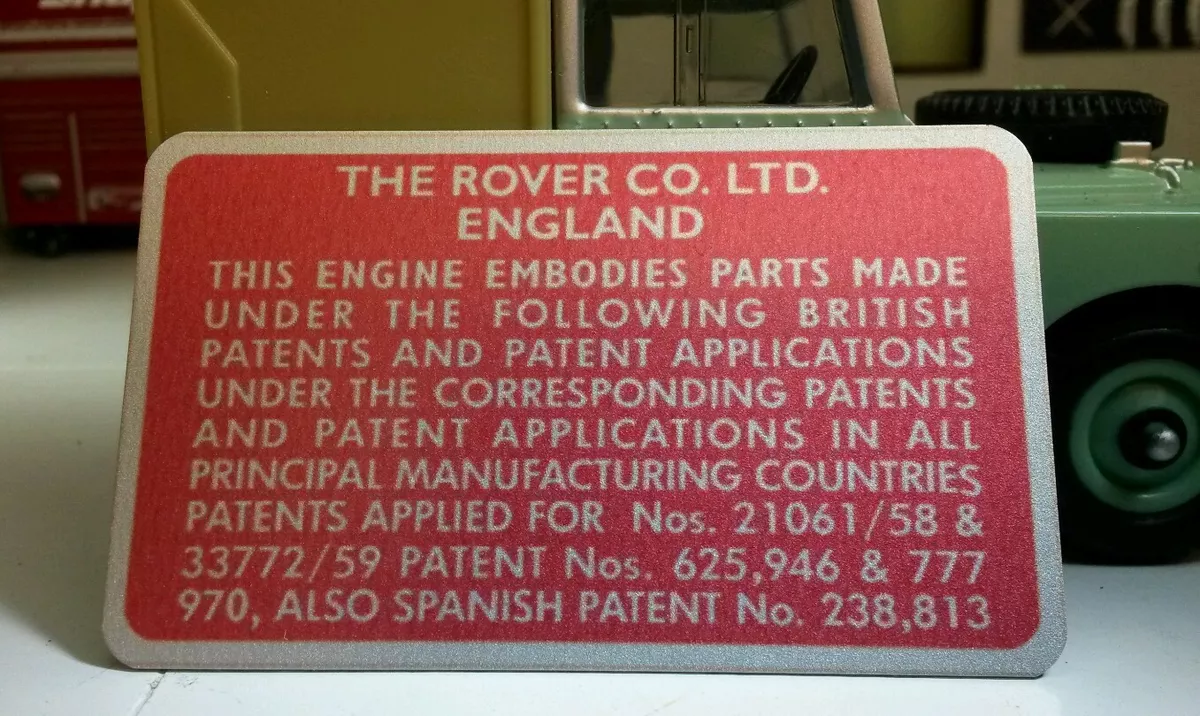 THE ROVER CO. LTD.
ENGLAND
THIS ENGINE EMBODIES PARTS MADE
UNDER THE FOLLOWING BRITISH
PATENTS AND PATENT APPLICATIONS
UNDER THE CORRESPONDING PATENTS
AND PATENT APPLICATIONS IN ALL
PRINCIPAL MANUFACTURING COUNTRIES
PATENTS APPLIED FOR Nos. 21061/58 &
33772/59 PATENT Nos. 625,946 & 777
970, ALSO SPANISH PATENT No. 238,813